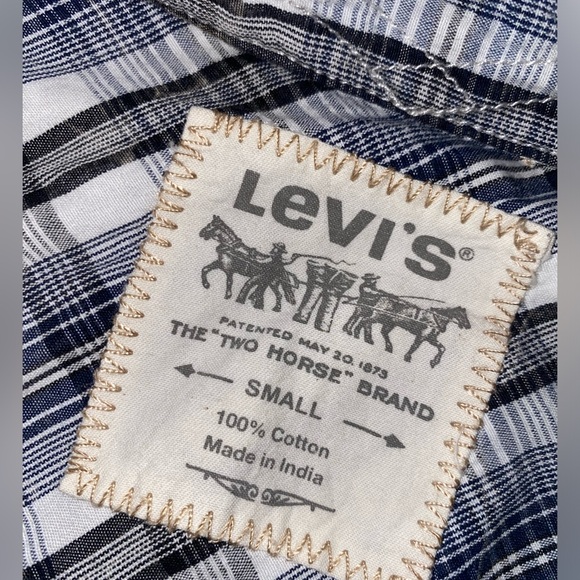 LEVI'S®
PATENTED MAY 20, 1873
THE "TWO HORSE" BRAND
SMALL
100% Cotton
Made in India